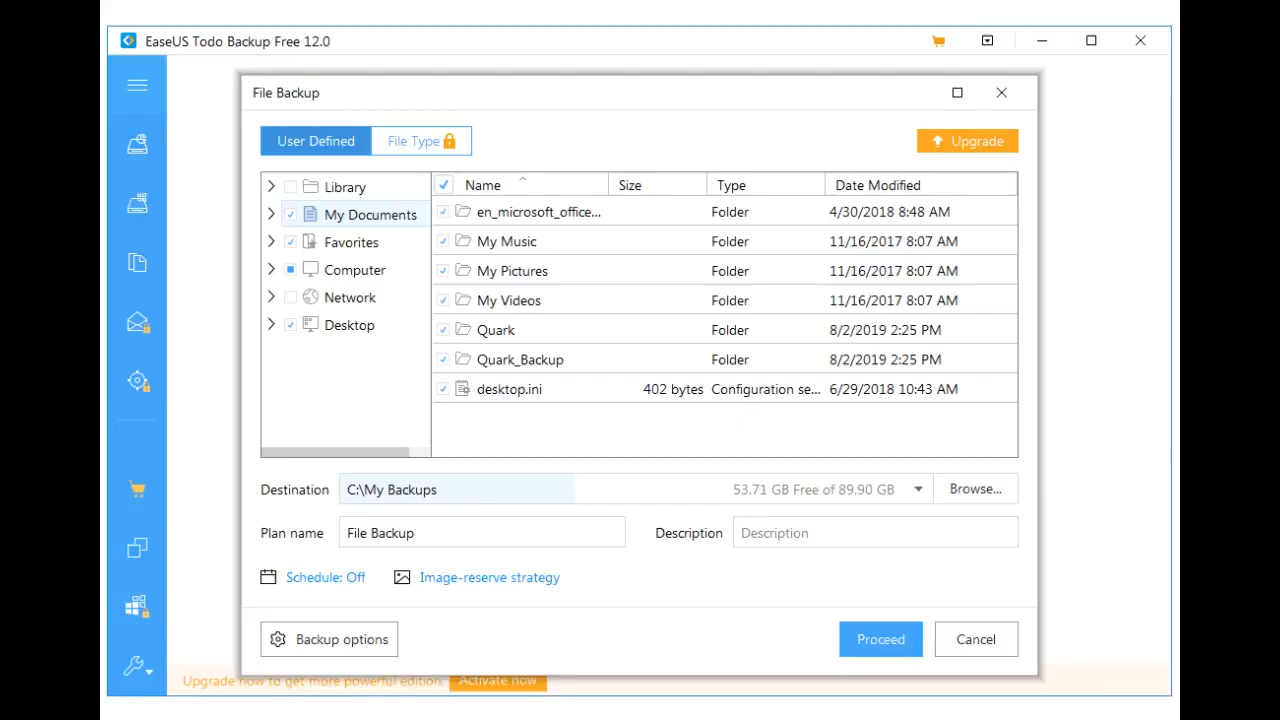 EaseUS Todo Backup Free 12.0
File Backup
User Defined File Type Upgrade
Name Size Type Date Modified
Library
My Documents
Favorites
Computer
Network
Desktop
en_microsoft_office... Folder 4/30/2018 8:48 AM
My Music Folder 11/16/2017 8:07 AM
My Pictures Folder 11/16/2017 8:07 AM
My Videos Folder 11/16/2017 8:07 AM
Quark Folder 8/2/2019 2:25 PM
Quark_Backup Folder 8/2/2019 2:25 PM
desktop.ini 402 bytes Configuration se... 6/29/2018 10:43 AM
Destination C:\My Backups 53.71 GB Free of 89.90 GB Browse...
Plan name File Backup Description Description
Schedule: Off Image-reserve strategy
Backup options Proceed Cancel
Upgrade now to get more powerful edition. Activate now